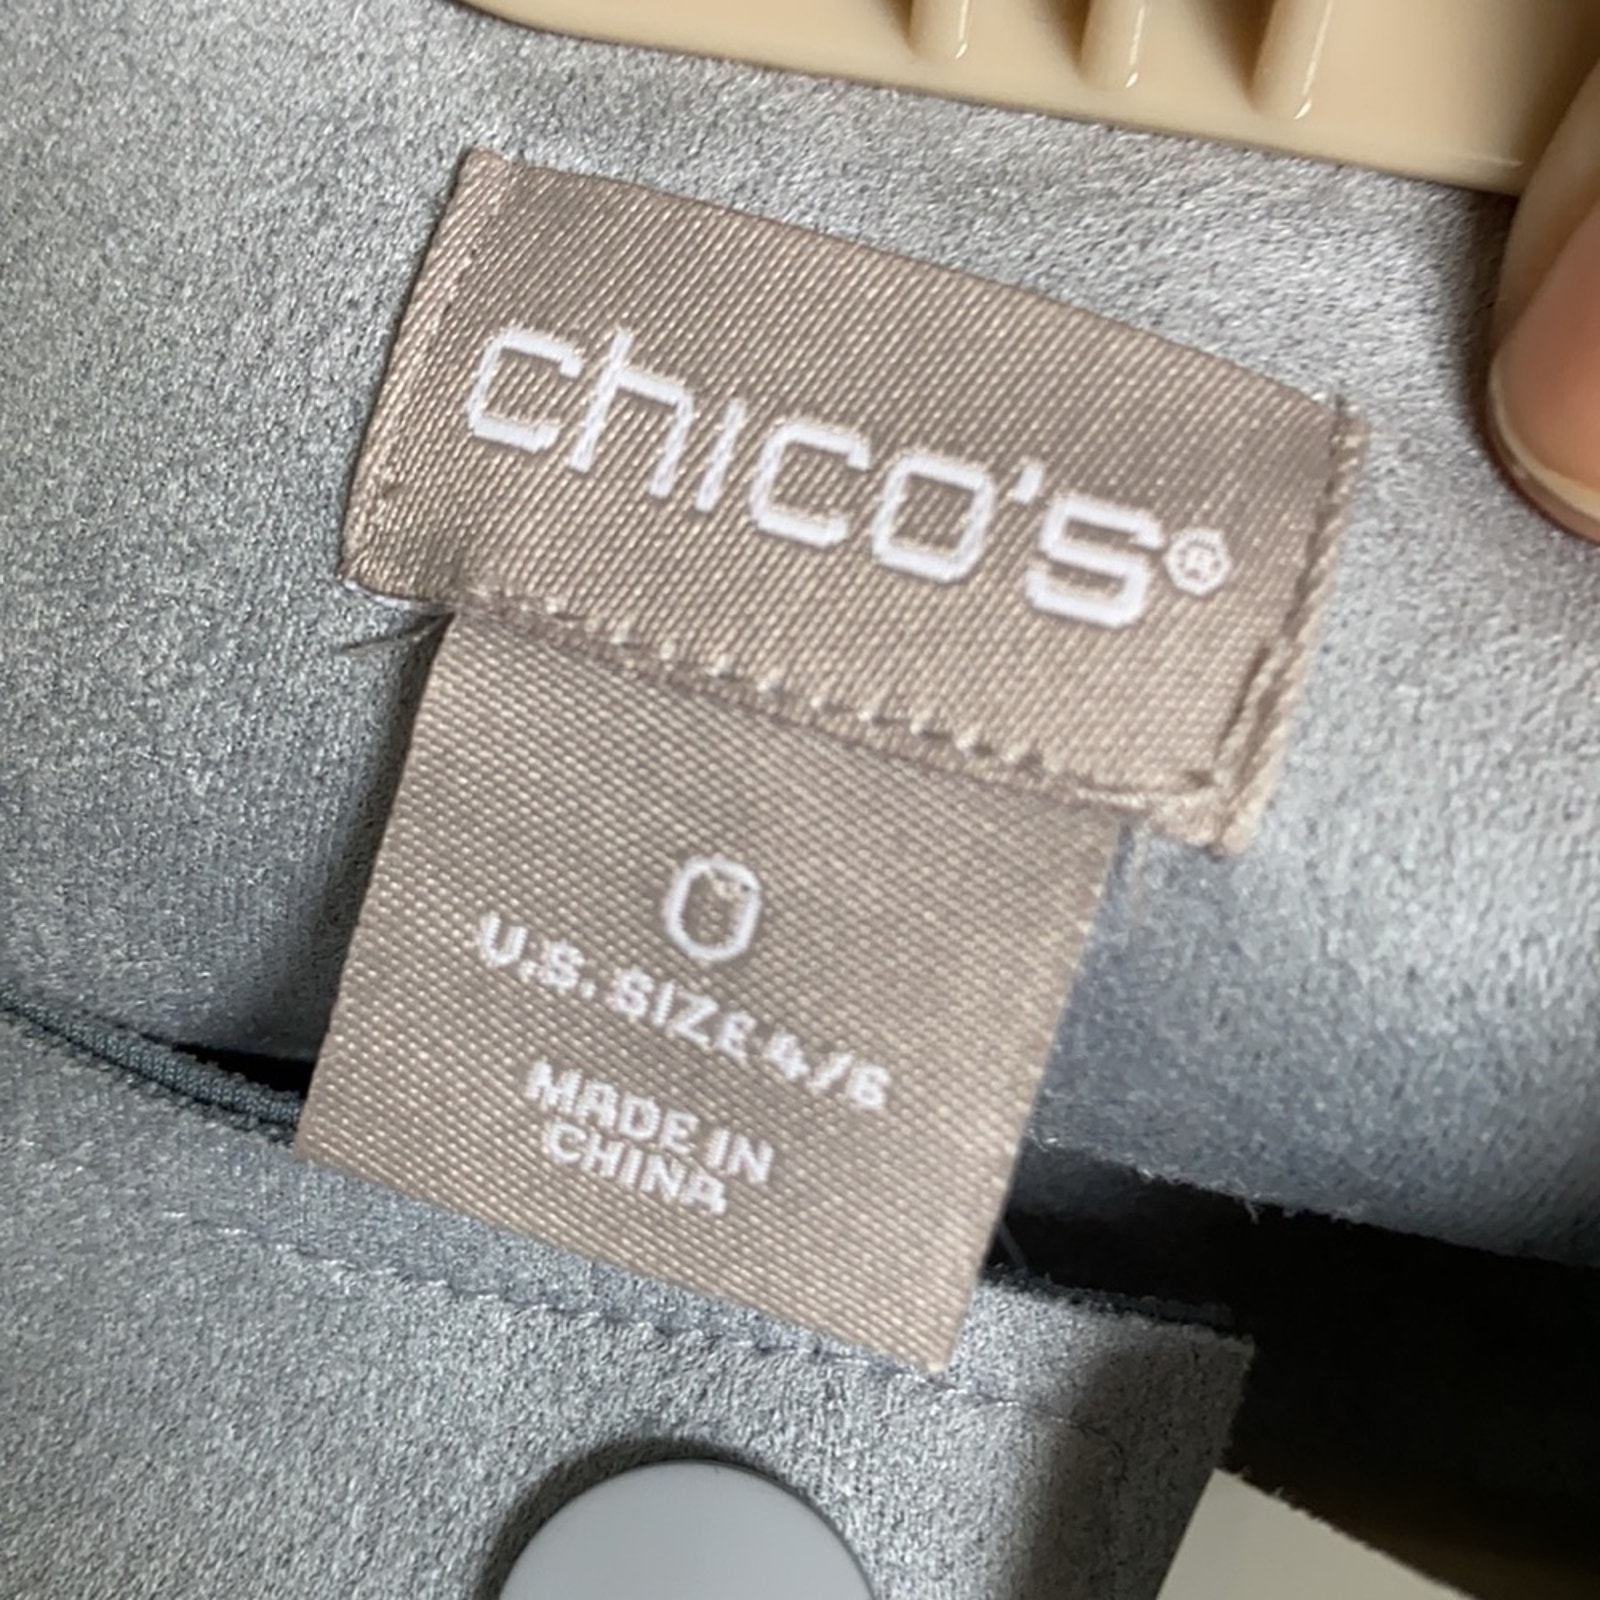 chico's®
0
U.S. SIZE 4/6
MADE IN
CHINA